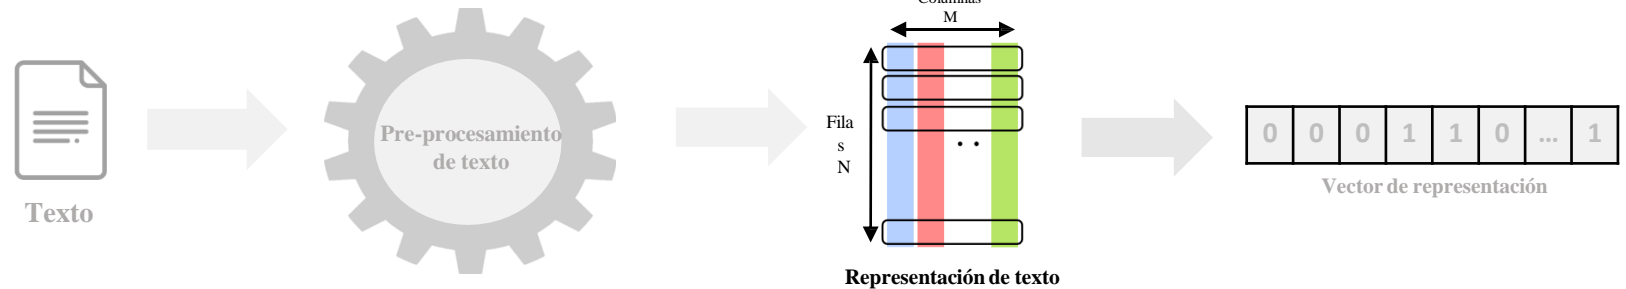 Texto
Pre-procesamiento
de texto
Columnas
M
Fila
s
N
Representación de texto
0 0 0 1 1 0 ... 1
Vector de representación